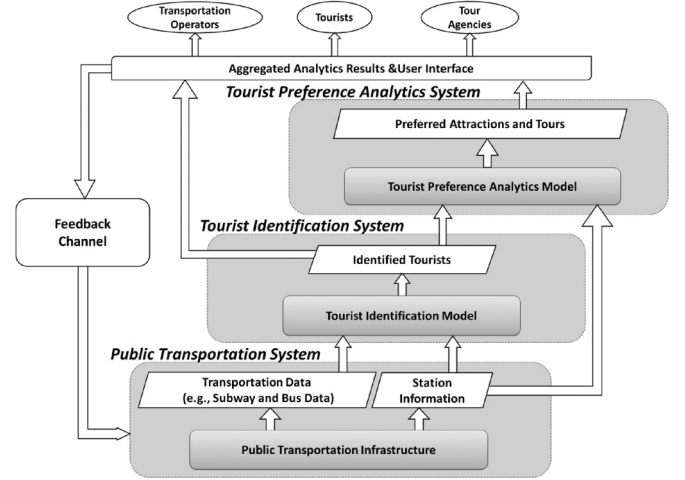 Transportation
Operators
Tourists
Tour
Agencies
Aggregated Analytics Results &User Interface
Tourist Preference Analytics System
Preferred Attractions and Tours
Tourist Preference Analytics Model
Feedback
Channel
Tourist Identification System
Identified Tourists
Tourist Identification Model
Public Transportation System
Transportation Data
(e.g., Subway and Bus Data)
Station
Information
Public Transportation Infrastructure